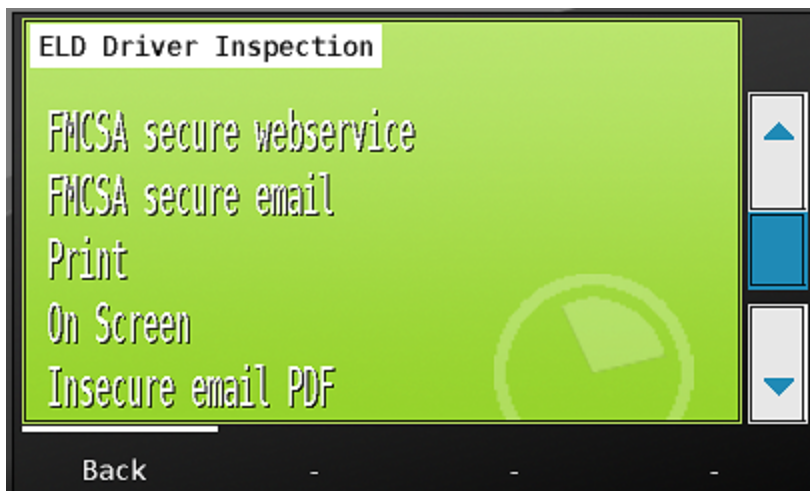 ELD Driver Inspection
FMCSA secure webservice
FMCSA secure email
Print
On Screen
Insecure email PDF
Back - - -